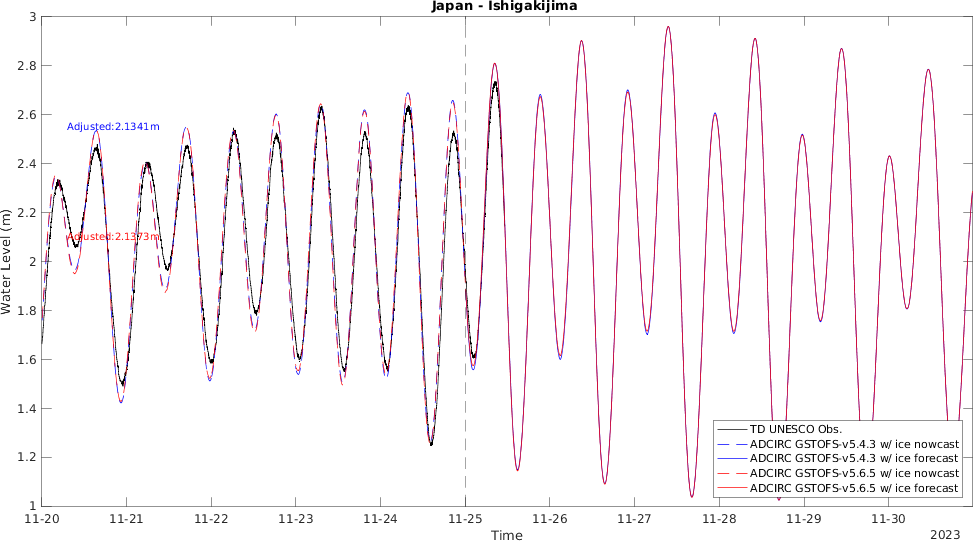 Japan - Ishigakijima
3
2.8
2.6
2.4
2.2
2
1.8
1.6
1.4
1.2
1
Water Level (m)
Adjusted:2.1341m
Adjusted:2.1373m
TD UNESCO Obs.
ADCIRC GSTOFS-v5.4.3 w/ ice nowcast
ADCIRC GSTOFS-v5.4.3 w/ ice forecast
ADCIRC GSTOFS-v5.6.5 w/ ice nowcast
ADCIRC GSTOFS-v5.6.5 w/ ice forecast
11-20 11-21 11-22 11-23 11-24 11-25 11-26 11-27 11-28 11-29 11-30
Time
2023